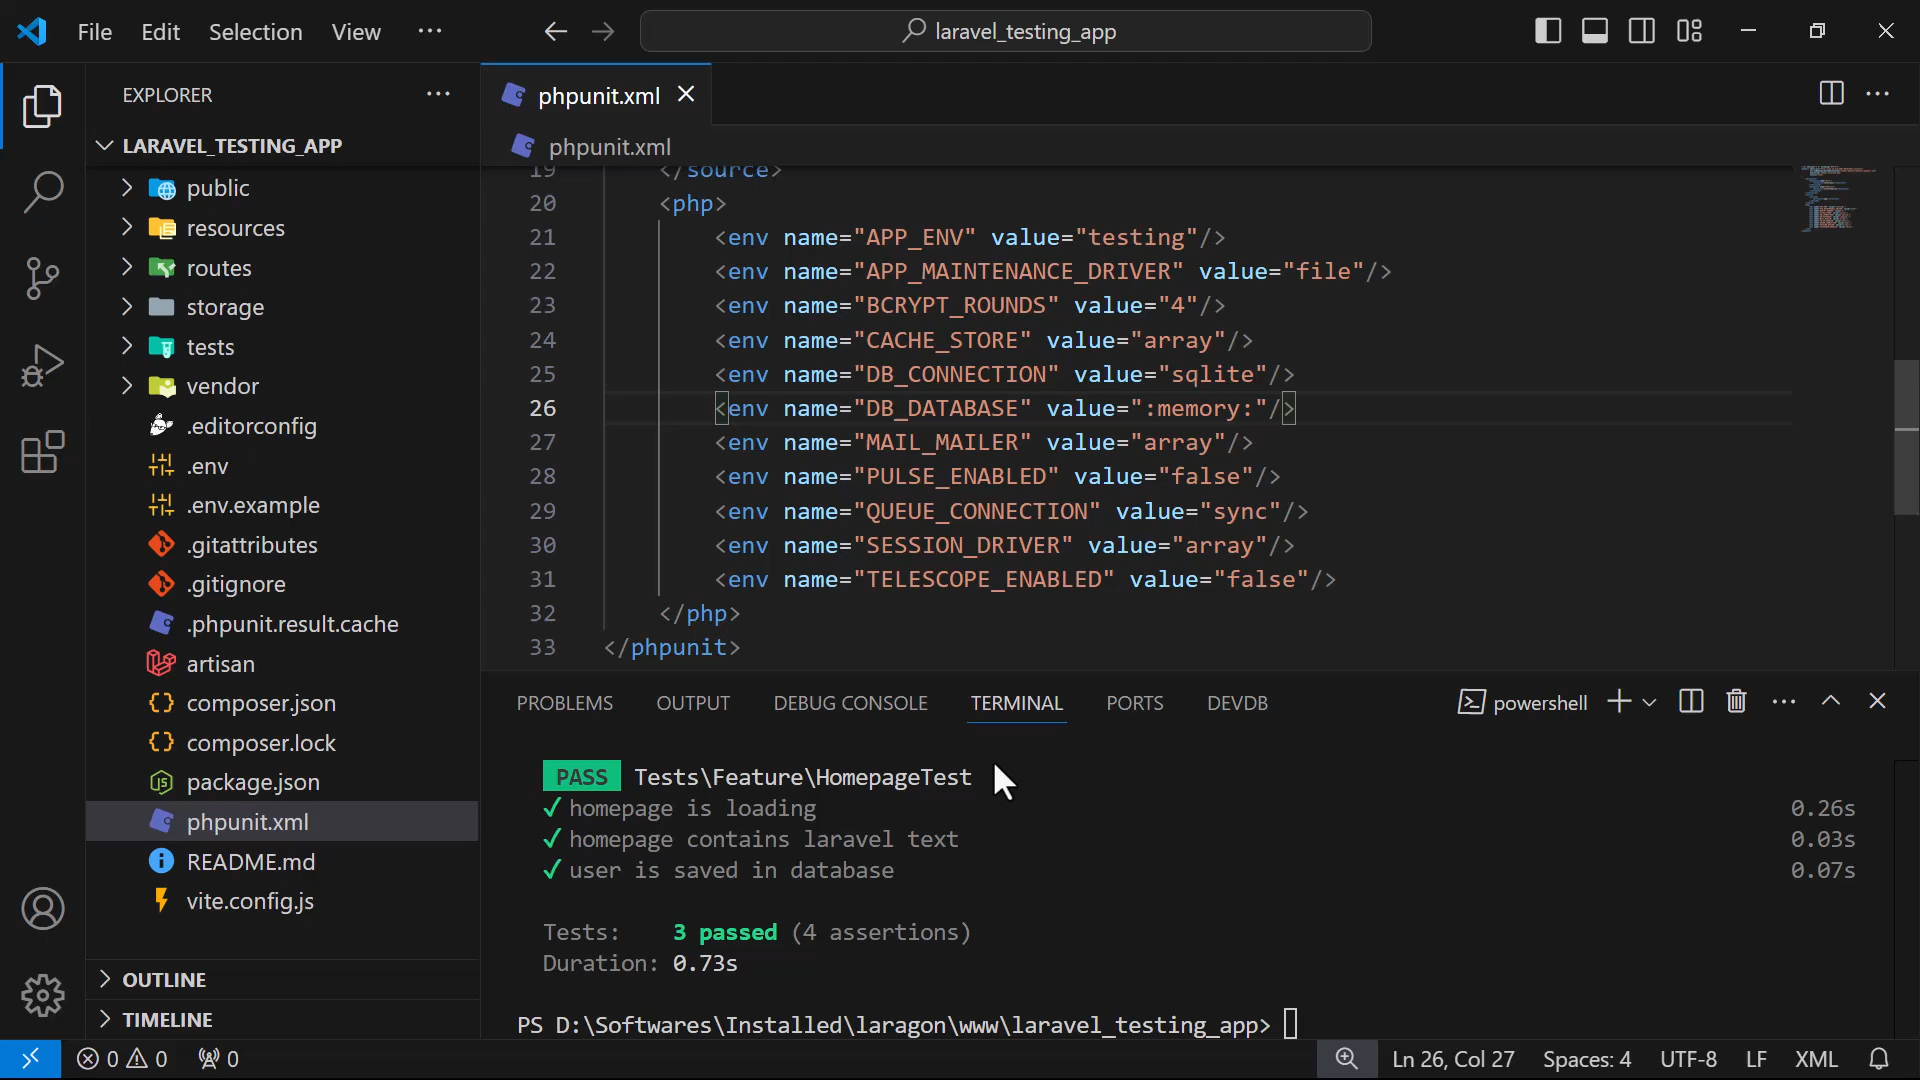 File Edit Selection View ··· laravel_testing_app
EXPLORER ···
LARAVEL_TESTING_APP
public
resources
routes
storage
tests
vendor
.editorconfig
.env
.env.example
.gitattributes
.gitignore
.phpunit.result.cache
artisan
composer.json
composer.lock
package.json
phpunit.xml
README.md
vite.config.js
OUTLINE
TIMELINE
phpunit.xml
phpunit.xml
19 </source>
20 <php>
21 <env name="APP_ENV" value="testing"/>
22 <env name="APP_MAINTENANCE_DRIVER" value="file"/>
23 <env name="BCRYPT_ROUNDS" value="4"/>
24 <env name="CACHE_STORE" value="array"/>
25 <env name="DB_CONNECTION" value="sqlite"/>
26 <env name="DB_DATABASE" value=":memory:"/>
27 <env name="MAIL_MAILER" value="array"/>
28 <env name="PULSE_ENABLED" value="false"/>
29 <env name="QUEUE_CONNECTION" value="sync"/>
30 <env name="SESSION_DRIVER" value="array"/>
31 <env name="TELESCOPE_ENABLED" value="false"/>
32 </php>
33 </phpunit>
PROBLEMS OUTPUT DEBUG CONSOLE TERMINAL PORTS DEVDB powershell
PASS Tests\Feature\HomepageTest
✓ homepage is loading 0.26s
✓ homepage contains laravel text 0.03s
✓ user is saved in database 0.07s
Tests: 3 passed (4 assertions)
Duration: 0.73s
PS D:\Softwares\Installed\laragon\www\laravel_testing_app>
0 0 0 Ln 26, Col 27 Spaces: 4 UTF-8 LF XML